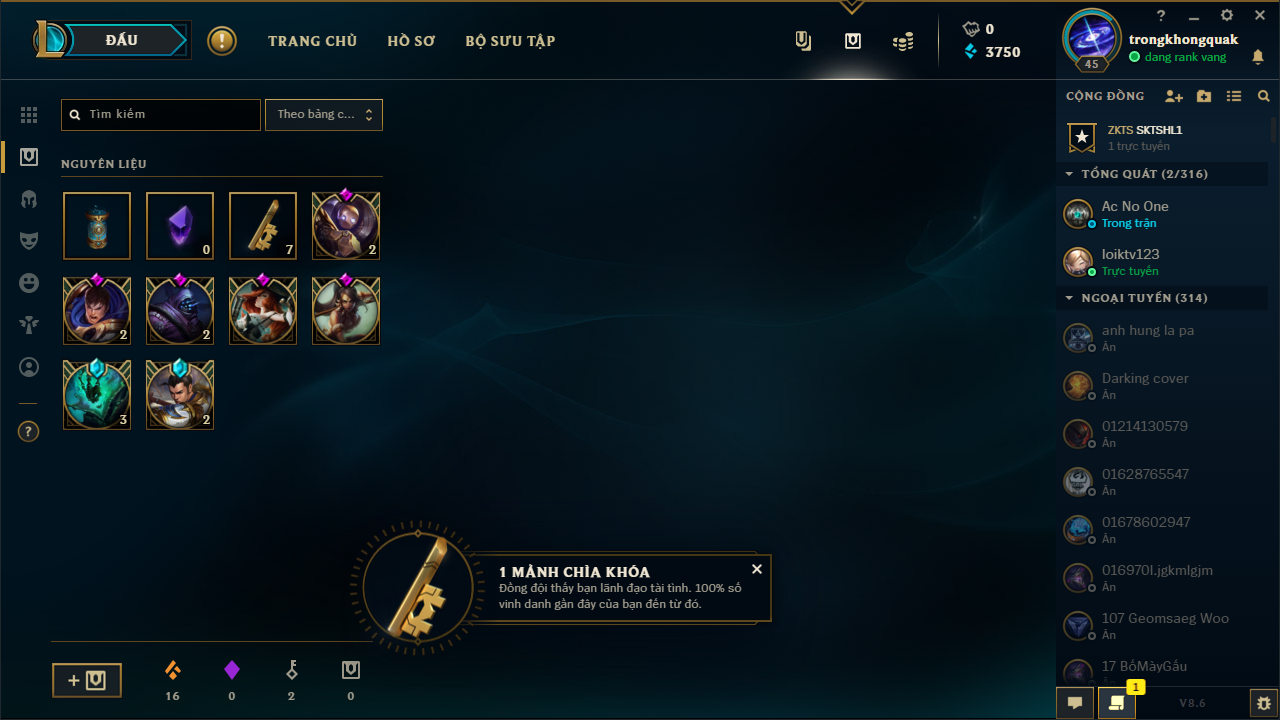 ĐẤU
!
TRANG CHỦ
HỒ SƠ
BỘ SƯU TẬP
0
3750
?
45
trongkhongquak
dang rank vang
Tìm kiếm
Theo bảng c...
NGUYÊN LIỆU
0
7
2
2
2
3
2
?
1 MẢNH CHÌA KHÓA
Đồng đội thấy bạn lãnh đạo tài tình. 100% số
vinh danh gần đây của bạn đến từ đó.
+
16
0
2
0
CỘNG ĐỒNG
ZKTS SKTSHL1
1 trực tuyến
TỔNG QUÁT (2/316)
Ac No One
Trong trận
loiktv123
Trực tuyến
NGOẠI TUYẾN (314)
anh hung la pa
Ẩn
Darking cover
Ẩn
01214130579
Ẩn
01628765547
Ẩn
01678602947
Ẩn
016970l.jgkmlgjm
Ẩn
107 Geomsaeg Woo
Ẩn
17 BốMàyGấu
Ẩn
1
V8.6